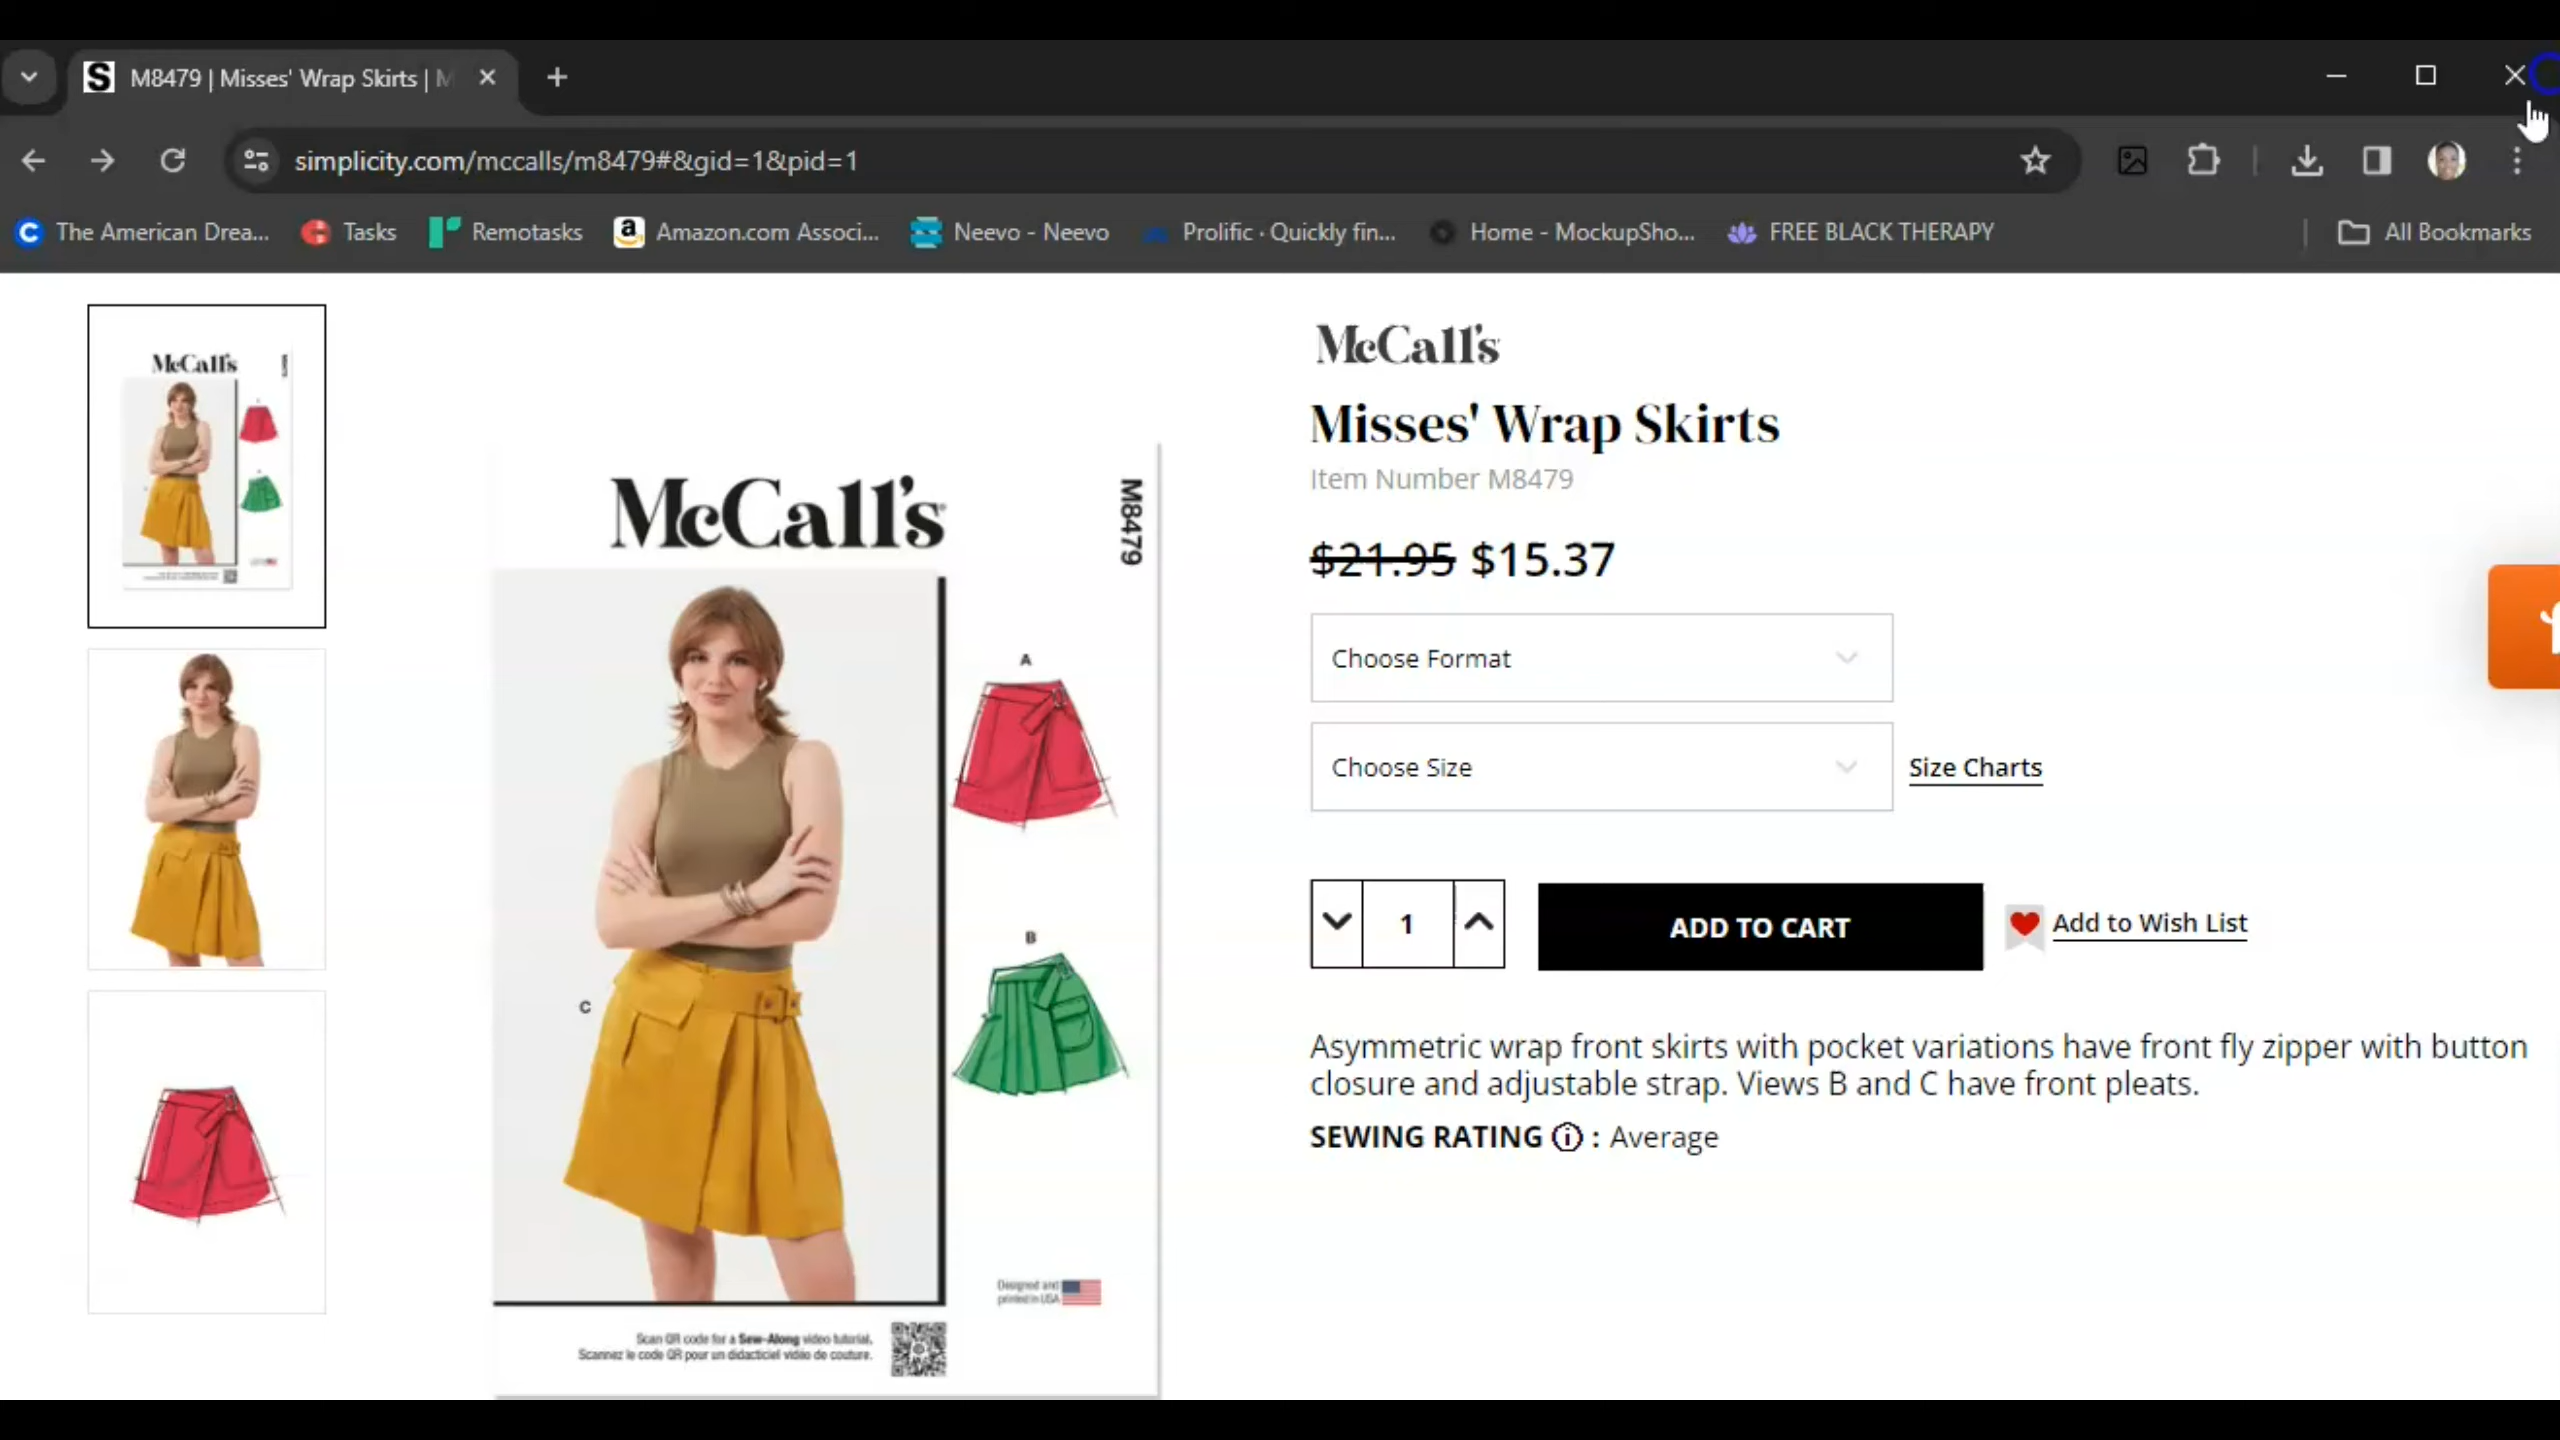 M8479 | Misses' Wrap Skirts | M
simplicity.com/mccalls/m8479#&gid=1&pid=1
The American Drea...
Tasks
Remotasks
Amazon.com Associ...
Neevo - Neevo
Prolific · Quickly fin...
Home - MockupSho...
FREE BLACK THERAPY
All Bookmarks
McCall's
McCall's
M8479
A
B
C
Designed and
printed in USA
Scan QR code for a Sew-Along video tutorial.
Scannez le code QR pour un didacticiel vidéo de couture.
McCall's
Misses' Wrap Skirts
Item Number M8479
$21.95 $15.37
Choose Format
Choose Size
Size Charts
1
ADD TO CART
Add to Wish List
Asymmetric wrap front skirts with pocket variations have front fly zipper with button
closure and adjustable strap. Views B and C have front pleats.
SEWING RATING ⓘ : Average